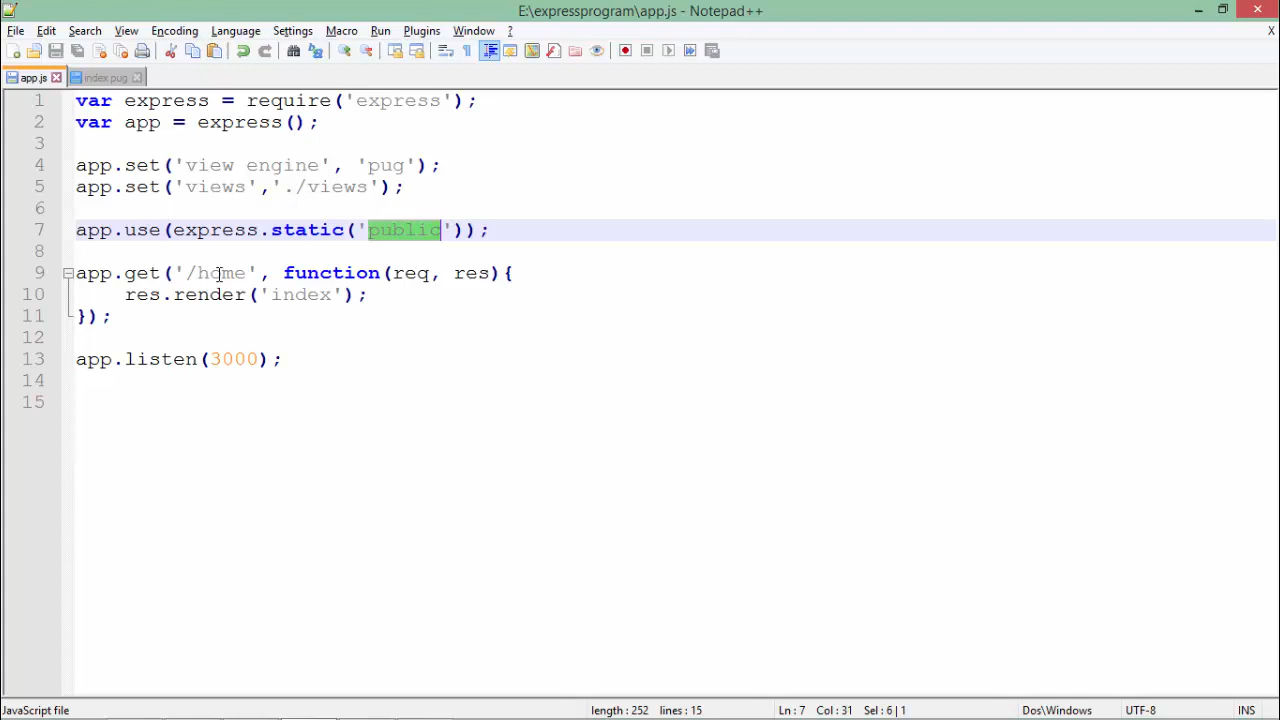 E:\expressprogram\app.js - Notepad++
File Edit Search View Encoding Language Settings Macro Run Plugins Window ? X
app.js index.pug
1 var express = require('express');
2 var app = express();
3
4 app.set('view engine', 'pug');
5 app.set('views','./views');
6
7 app.use(express.static('public'));
8
9 app.get('/home', function(req, res){
10 res.render('index');
11 });
12
13 app.listen(3000);
14
15
JavaScript file length : 252 lines : 15 Ln : 7 Col : 31 Sel : 6 | 1 Dos\Windows UTF-8 INS